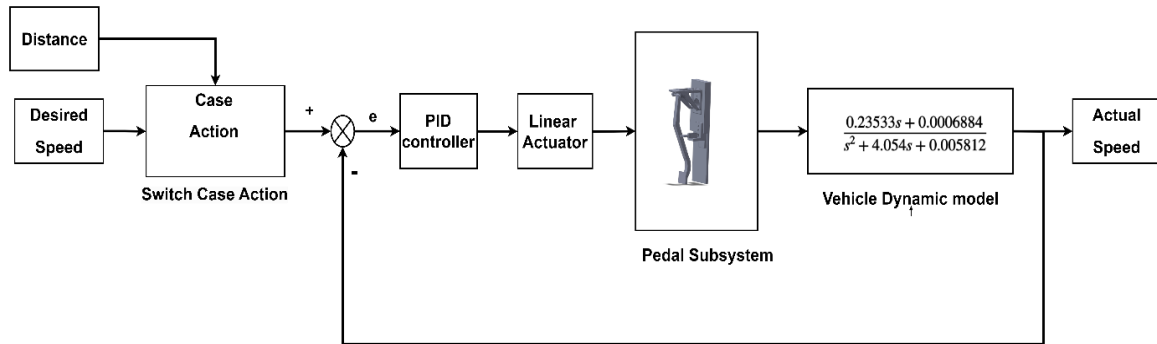 Distance
Desired
Speed
Case
Action
Switch Case Action
+
-
e
PID
controller
Linear
Actuator
Pedal Subsystem
0.23533s + 0.0006884
s² + 4.054s + 0.005812
Vehicle Dynamic model
Actual
Speed